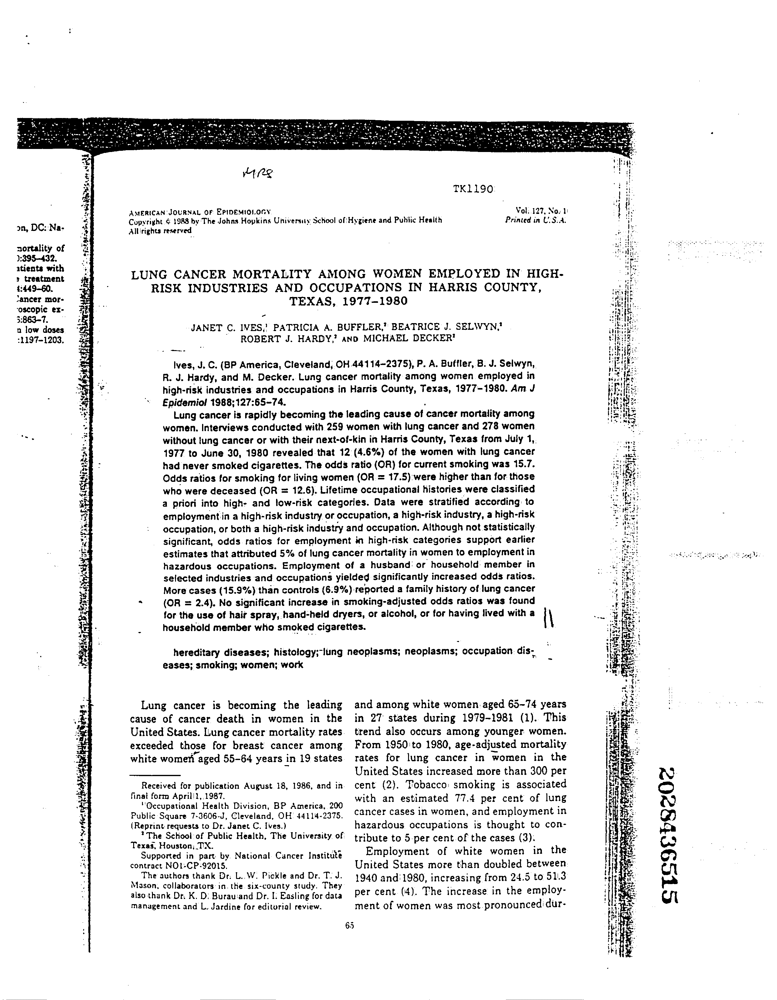 TK1190
AMERICAN JOURNAL OF EPIDEMIOLOGY
Copyright © 1988 by The Johns Hopkins University School of Hygiene and Public Health
All rights reserved
Vol. 127, No. 1
Printed in U.S.A.
on, DC: Na-
mortality of
):395–432.
atients with
treatment
:449–60.
Cancer mor-
oscopic ex-
5:863–7.
n low doses
:1197–1203.
LUNG CANCER MORTALITY AMONG WOMEN EMPLOYED IN HIGH-
RISK INDUSTRIES AND OCCUPATIONS IN HARRIS COUNTY,
TEXAS, 1977–1980
JANET C. IVES,¹ PATRICIA A. BUFFLER,² BEATRICE J. SELWYN,²
ROBERT J. HARDY,² AND MICHAEL DECKER²
Ives, J. C. (BP America, Cleveland, OH 44114–2375), P. A. Buffler, B. J. Selwyn,
R. J. Hardy, and M. Decker. Lung cancer mortality among women employed in
high-risk industries and occupations in Harris County, Texas, 1977–1980. Am J
Epidemiol 1988;127:65–74.
Lung cancer is rapidly becoming the leading cause of cancer mortality among
women. Interviews conducted with 259 women with lung cancer and 278 women
without lung cancer or with their next-of-kin in Harris County, Texas from July 1,
1977 to June 30, 1980 revealed that 12 (4.6%) of the women with lung cancer
had never smoked cigarettes. The odds ratio (OR) for current smoking was 15.7.
Odds ratios for smoking for living women (OR = 17.5) were higher than for those
who were deceased (OR = 12.6). Lifetime occupational histories were classified
a priori into high- and low-risk categories. Data were stratified according to
employment in a high-risk industry or occupation, a high-risk industry, a high-risk
occupation, or both a high-risk industry and occupation. Although not statistically
significant, odds ratios for employment in high-risk categories support earlier
estimates that attributed 5% of lung cancer mortality in women to employment in
hazardous occupations. Employment of a husband or household member in
selected industries and occupations yielded significantly increased odds ratios.
More cases (15.9%) than controls (6.9%) reported a family history of lung cancer
(OR = 2.4). No significant increase in smoking-adjusted odds ratios was found
for the use of hair spray, hand-held dryers, or alcohol, or for having lived with a
household member who smoked cigarettes.
hereditary diseases; histology; lung neoplasms; neoplasms; occupation dis-
eases; smoking; women; work
Lung cancer is becoming the leading
cause of cancer death in women in the
United States. Lung cancer mortality rates
exceeded those for breast cancer among
white women aged 55–64 years in 19 states
Received for publication August 18, 1986, and in
final form April 1, 1987.
¹ Occupational Health Division, BP America, 200
Public Square 7-3606-J, Cleveland, OH 44114-2375.
(Reprint requests to Dr. Janet C. Ives.)
² The School of Public Health, The University of
Texas, Houston, TX.
Supported in part by National Cancer Institute
contract NO1-CP-92015.
The authors thank Dr. L. W. Pickle and Dr. T. J.
Mason, collaborators in the six-county study. They
also thank Dr. K. D. Burau and Dr. I. Easling for data
management and L. Jardine for editorial review.
and among white women aged 65–74 years
in 27 states during 1979–1981 (1). This
trend also occurs among younger women.
From 1950 to 1980, age-adjusted mortality
rates for lung cancer in women in the
United States increased more than 300 per
cent (2). Tobacco smoking is associated
with an estimated 77.4 per cent of lung
cancer cases in women, and employment in
hazardous occupations is thought to con-
tribute to 5 per cent of the cases (3).
Employment of white women in the
United States more than doubled between
1940 and 1980, increasing from 24.5 to 51.3
per cent (4). The increase in the employ-
ment of women was most pronounced dur-
65
2028436515